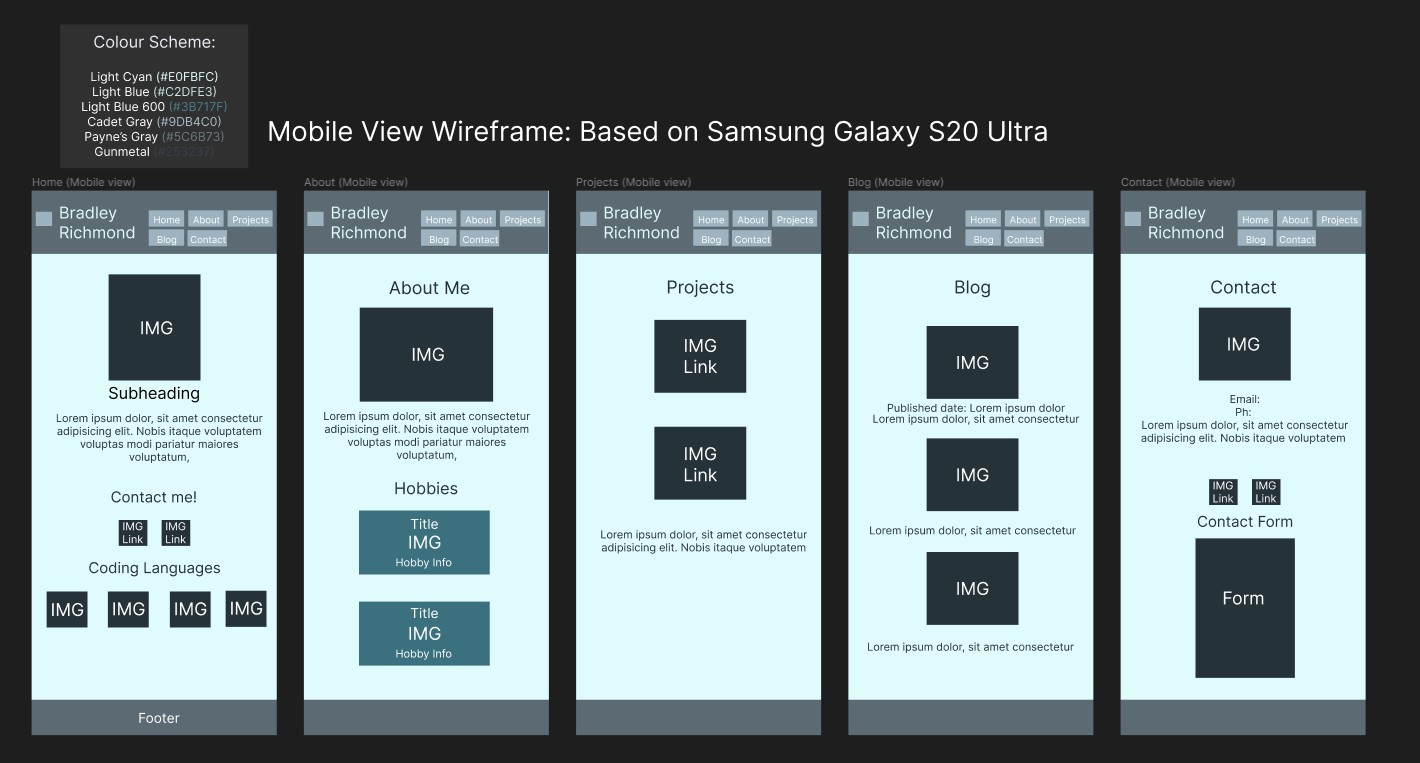 Colour Scheme:
Light Cyan (#E0FBFC)
Light Blue (#C2DFE3)
Light Blue 600 (#3B717F)
Cadet Gray (#9DB4C0)
Payne's Gray (#5C6B73)
Gunmetal (#253237)
Mobile View Wireframe: Based on Samsung Galaxy S20 Ultra
Home (Mobile view)
Bradley
Richmond
Home About Projects
Blog Contact
IMG
Subheading
Lorem ipsum dolor, sit amet consectetur
adipisicing elit. Nobis itaque voluptatem
voluptas modi pariatur maiores
voluptatum,
Contact me!
IMG
Link
IMG
Link
Coding Languages
IMG IMG IMG IMG
Footer
About (Mobile view)
Bradley
Richmond
Home About Projects
Blog Contact
About Me
IMG
Lorem ipsum dolor, sit amet consectetur
adipisicing elit. Nobis itaque voluptatem
voluptas modi pariatur maiores
voluptatum,
Hobbies
Title
IMG
Hobby Info
Title
IMG
Hobby Info
Projects (Mobile view)
Bradley
Richmond
Home About Projects
Blog Contact
Projects
IMG
Link
IMG
Link
Lorem ipsum dolor, sit amet consectetur
adipisicing elit. Nobis itaque voluptatem
Blog (Mobile view)
Bradley
Richmond
Home About Projects
Blog Contact
Blog
IMG
Published date: Lorem ipsum dolor
Lorem ipsum dolor, sit amet consectetur
IMG
Lorem ipsum dolor, sit amet consectetur
IMG
Lorem ipsum dolor, sit amet consectetur
Contact (Mobile view)
Bradley
Richmond
Home About Projects
Blog Contact
Contact
IMG
Email:
Ph:
Lorem ipsum dolor, sit amet consectetur
adipisicing elit. Nobis itaque voluptatem
IMG
Link
IMG
Link
Contact Form
Form